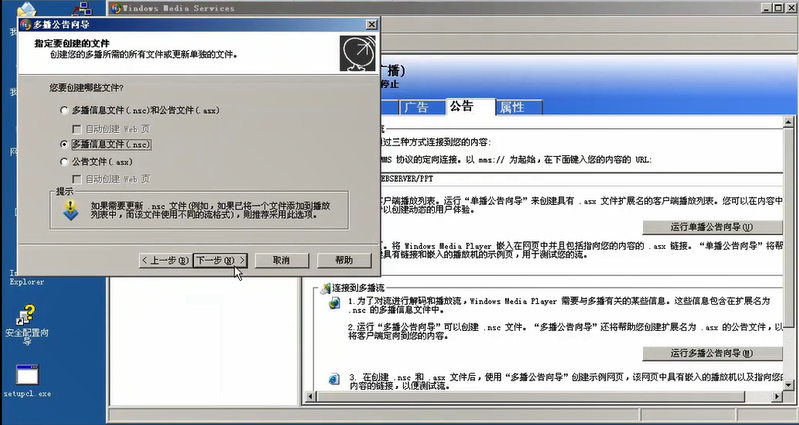 Windows Media Services
多播公告向导
指定要创建的文件
创建您的多播所需的所有文件或更新单独的文件。
您要创建哪些文件?
多播信息文件(.nsc)和公告文件(.asx)
自动创建 Web 页
多播信息文件(.nsc)
公告文件(.asx)
自动创建 Web 页
提示
如果需要更新 .nsc 文件(例如,如果已将一个文件添加到播放
列表中,而该文件使用不同的流格式),则推荐采用此选项。
< 上一步(B)
下一步(N) >
取消
帮助
广播)
停止
广告
公告
属性
过三种方式连接到您的内容:
MMS 协议的定向连接。以 mms:// 为起始,在下面键入您的内容的 URL:
EBSERVER/PPT
客户端播放列表。运行“单播公告向导”来创建具有 .asx 文件扩展名的客户端播放列表。您可以在内容中
以创建动态的用户体验。
运行单播公告向导(U)
。将 Windows Media Player 嵌入在网页中并且包括指向您的内容的 .asx 链接。“单播公告向导”将帮
具有链接和嵌入的播放机的示例页,用于测试您的流。
连接到多播流
1.为了对流进行解码和播放流,Windows Media Player 需要与多播有关的某些信息。这些信息包含在扩展名为
.nsc 的多播信息文件中。
2.运行“多播公告向导”可以创建 .nsc 文件。“多播公告向导”还将帮助您创建扩展名为 .asx 的公告文件,以
将客户端定向到您的内容。
运行多播公告向导(M)
3. 在创建 .nsc 和 .asx 文件后,使用“多播公告向导”创建示例网页,该网页中具有嵌入的播放机以及指向您的
内容的链接,以便测试流。
Explorer
安全配置向
导
setupcl.exe